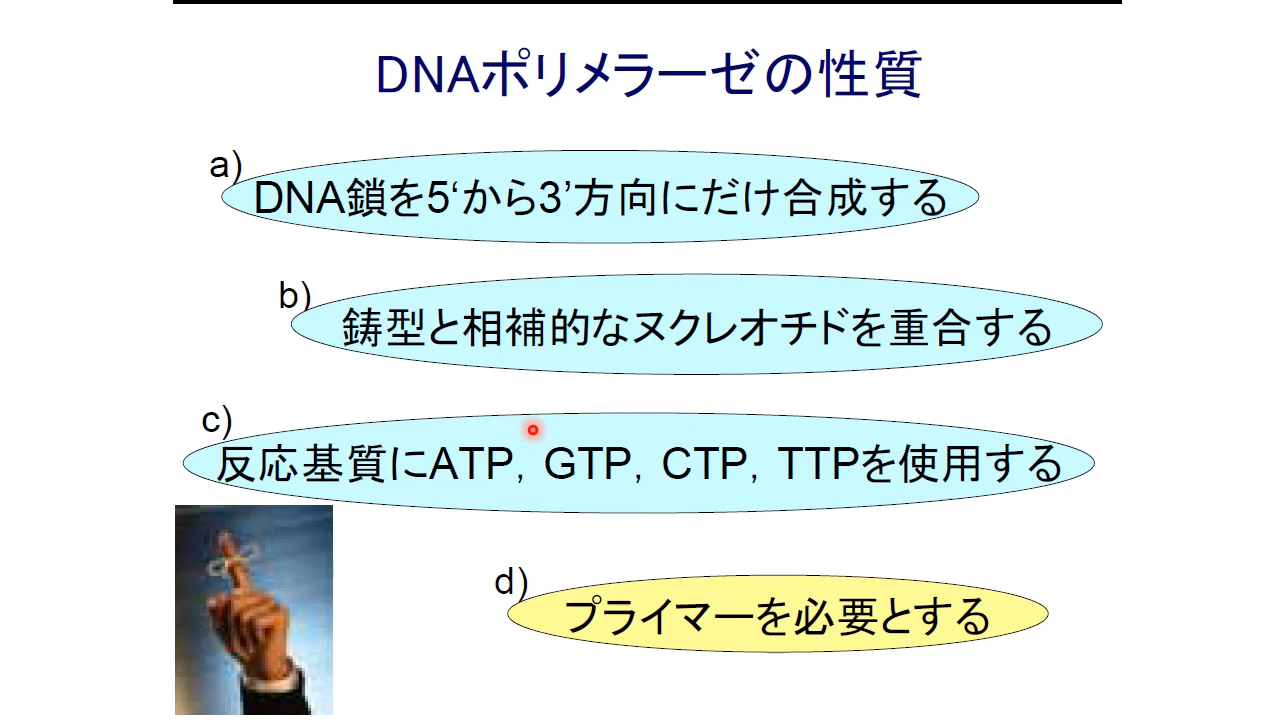 DNAポリメラーゼの性質
a)
DNA鎖を5‘から3’方向にだけ合成する
b)
鋳型と相補的なヌクレオチドを重合する
c)
反応基質にATP, GTP, CTP, TTPを使用する
d)
プライマーを必要とする